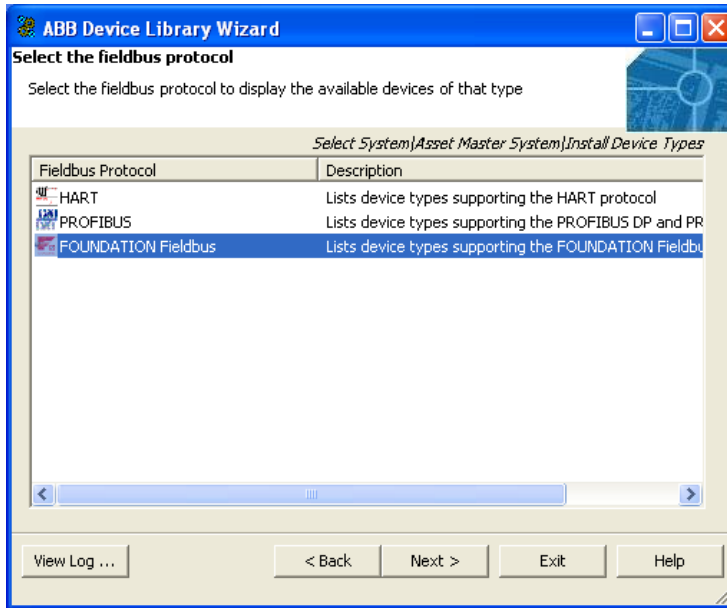 ABB Device Library Wizard
Select the fieldbus protocol
Select the fieldbus protocol to display the available devices of that type
Select System|Asset Master System|Install Device Types
Fieldbus Protocol Description
HART Lists device types supporting the HART protocol
PROFIBUS Lists device types supporting the PROFIBUS DP and PR
FOUNDATION Fieldbus Lists device types supporting the FOUNDATION Fieldbu
View Log ... < Back Next > Exit Help